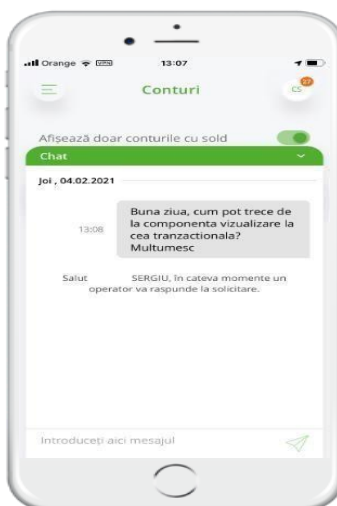 Orange VPN 13:07
Conturi
CS
27
Afișează doar conturile cu sold
Chat
Joi , 04.02.2021
Buna ziua, cum pot trece de
la componenta vizualizare la
cea tranzactionala?
Multumesc
13:08
Salut SERGIU, în cateva momente un
operator va raspunde la solicitare.
Introduceți aici mesajul